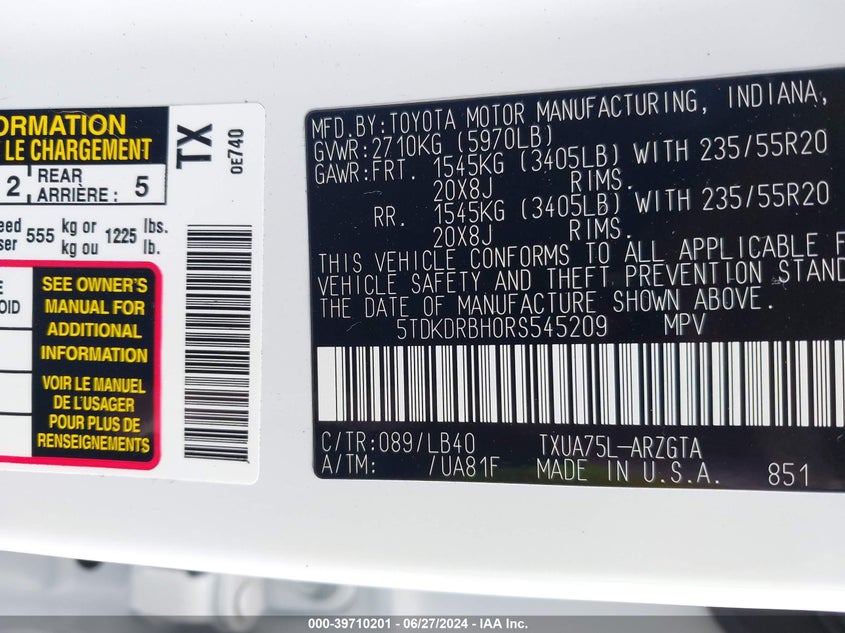 ORMATION
LE CHARGEMENT
2 REAR ARRIÈRE : 5
555 kg or kg ou 1225 lbs. lb.
SEE OWNER'S
MANUAL FOR
ADDITIONAL
INFORMATION
VOIR LE MANUEL
DE L'USAGER
POUR PLUS DE
RENSEIGNEMENTS
TX
0E740
MFD.BY:TOYOTA MOTOR MANUFACTURING, INDIANA,
GVWR:2710KG (5970LB)
GAWR:FRT. 1545KG (3405LB) WITH 235/55R20
20X8J RIMS.
RR. 1545KG (3405LB) WITH 235/55R20
20X8J RIMS.
THIS VEHICLE CONFORMS TO ALL APPLICABLE F
VEHICLE SAFETY AND THEFT PREVENTION STAND
THE DATE OF MANUFACTURE SHOWN ABOVE.
5TDKDRBH0RS545209 MPV
C/TR:089/LB40 TXUA75L-ARZGTA
A/TM: /UA81F MADE IN U.S.A. 851
000-39710201 - 06/27/2024 - IAA Inc.